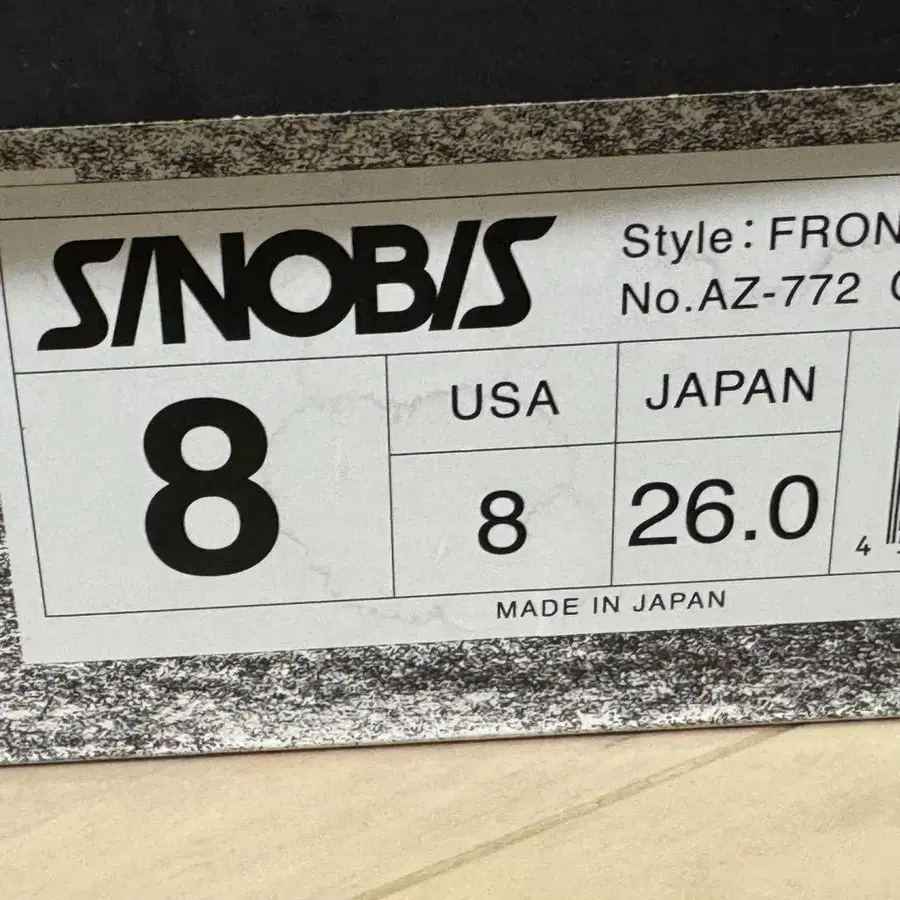 SINOBIS
Style: FRON
No.AZ-772
8
USA
8
JAPAN
26.0
4
MADE IN JAPAN